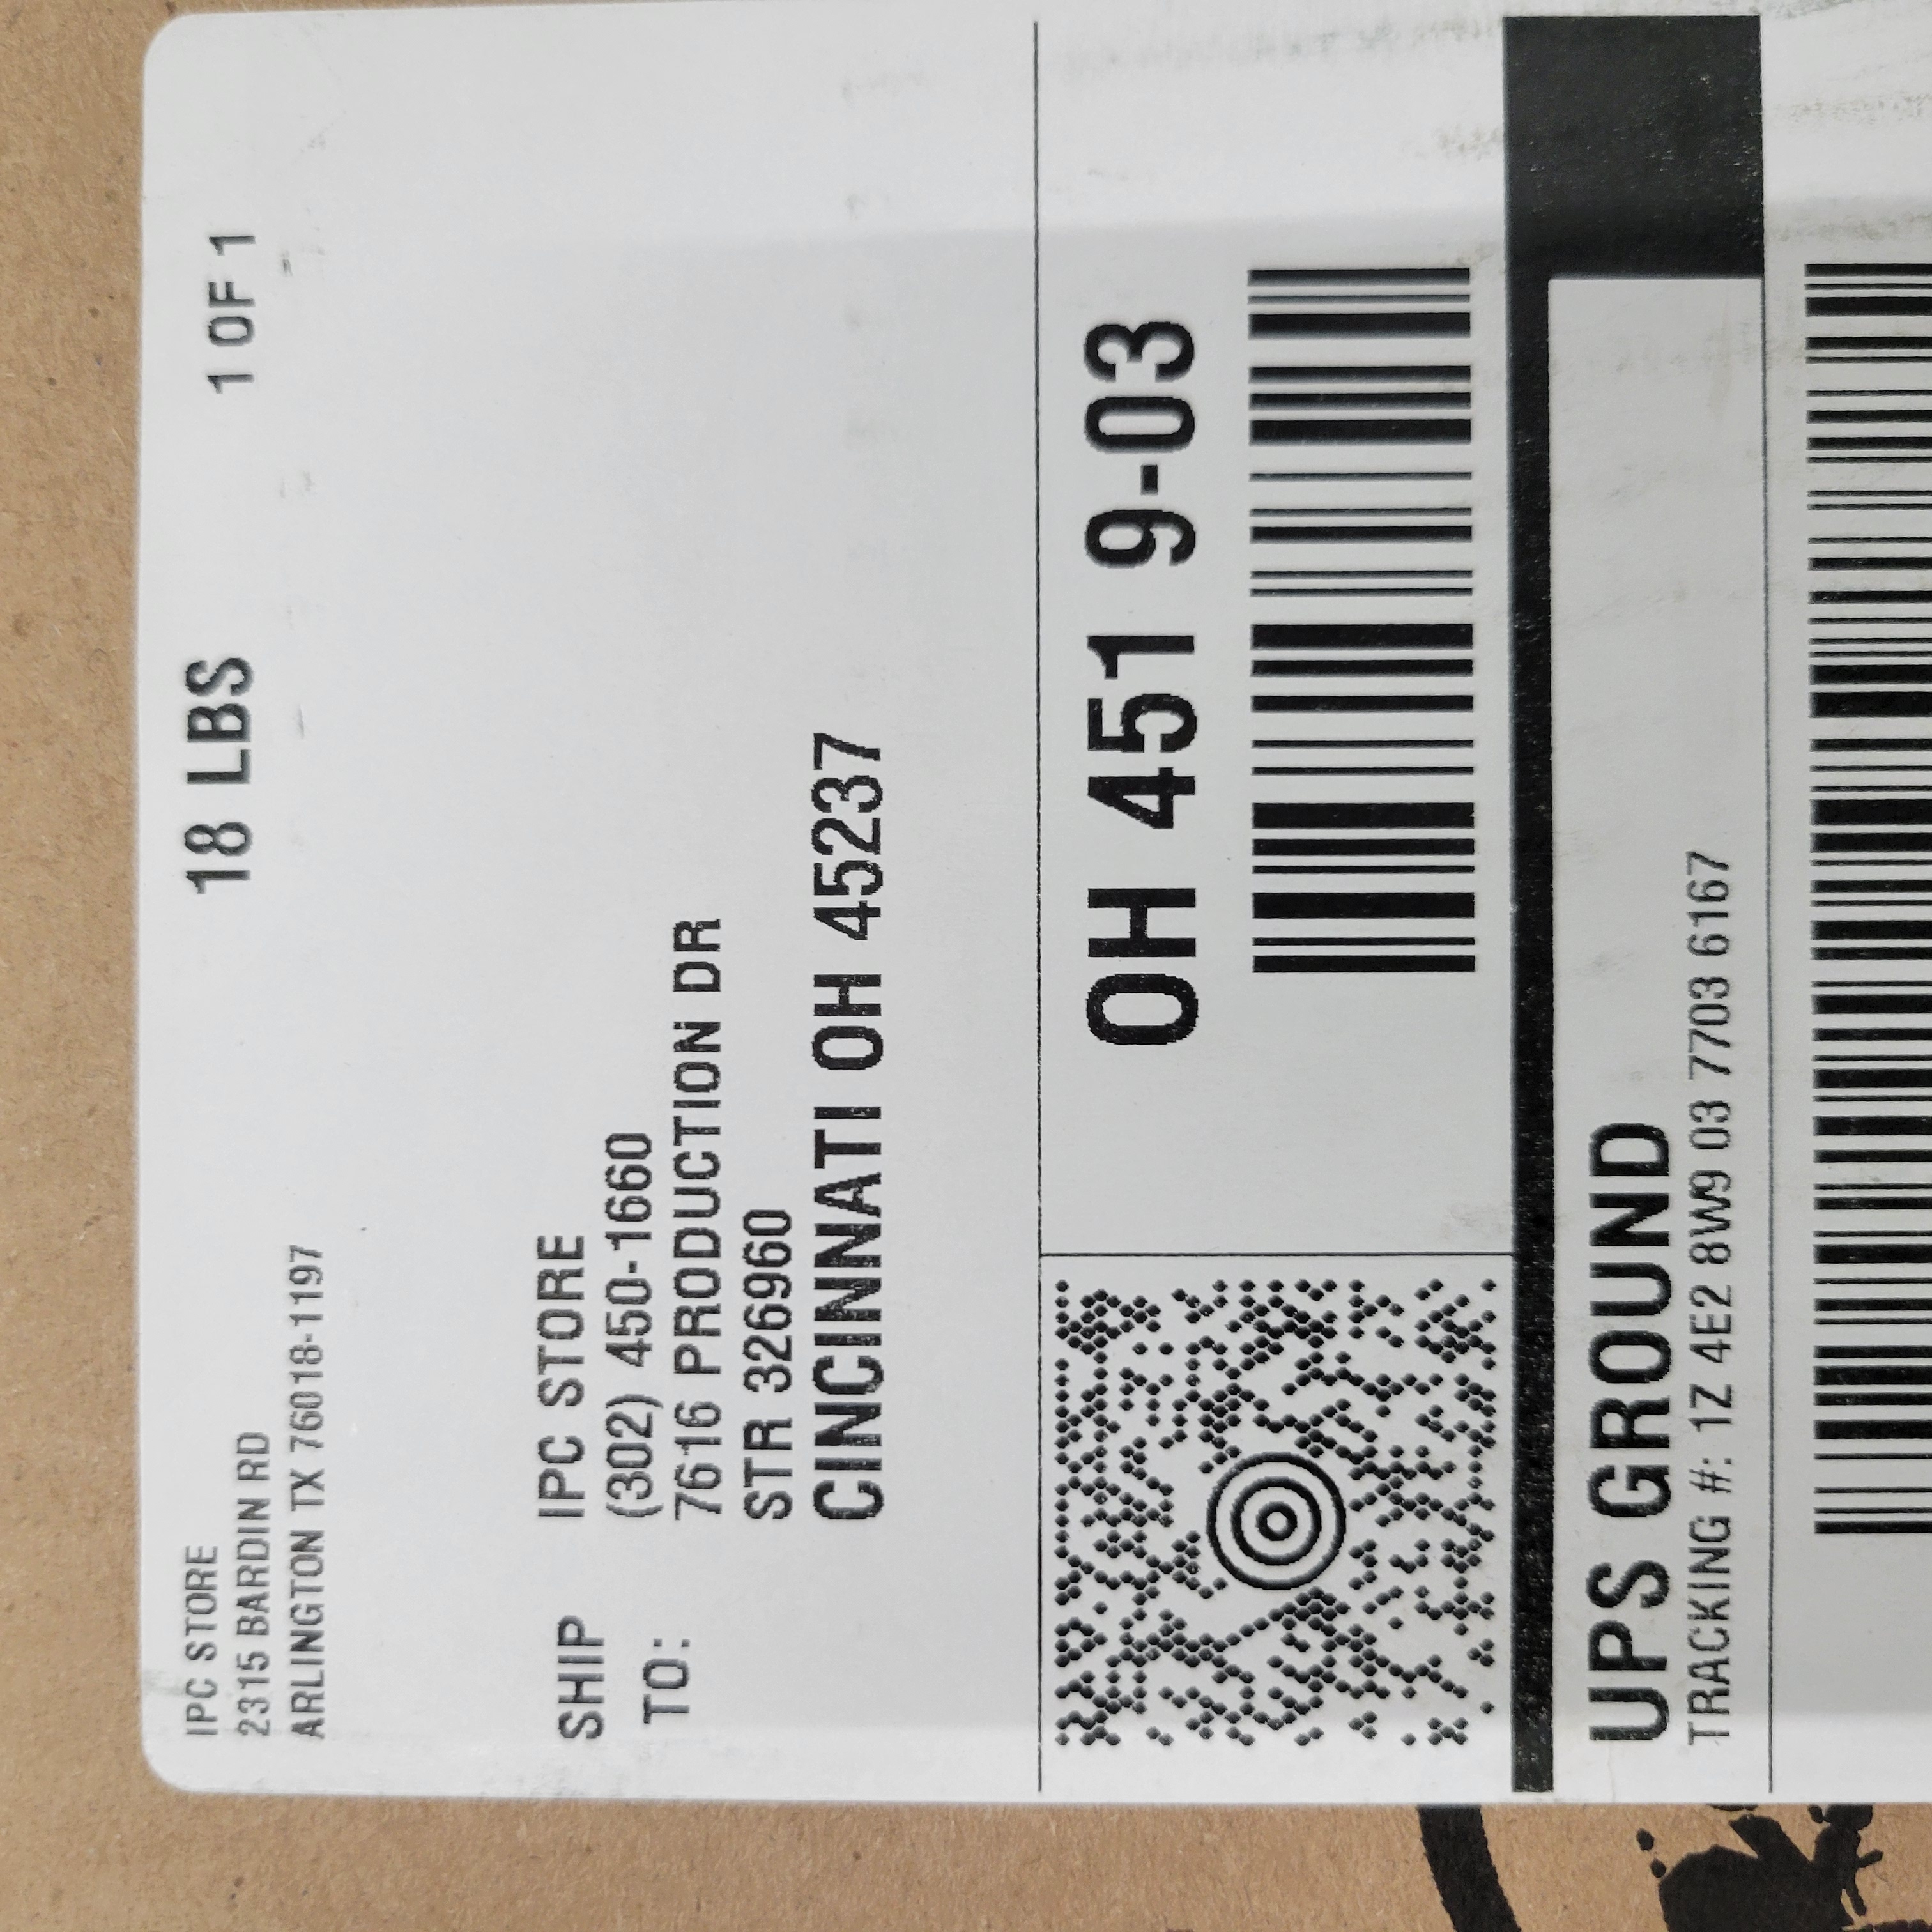 IPC STORE
2315 BARDIN RD
ARLINGTON TX 76018-1197
18 LBS
1 OF 1
SHIP TO:
IPC STORE
(302) 450-1660
7616 PRODUCTION DR
STR 326960
CINCINNATI OH 45237
OH 451 9-03
UPS GROUND
TRACKING #: 1Z 4E2 8W9 03 7703 6167